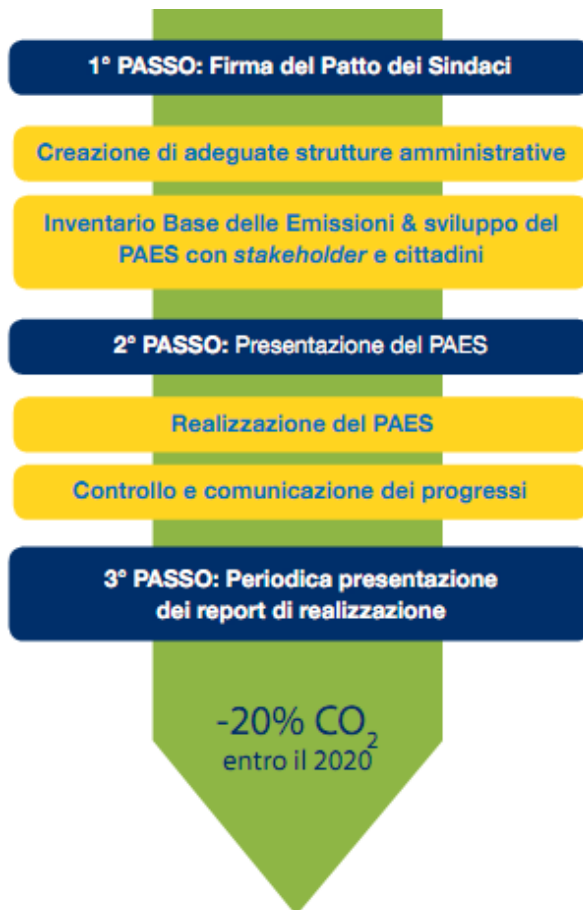 1° PASSO: Firma del Patto dei Sindaci
Creazione di adeguate strutture amministrative
Inventario Base delle Emissioni & sviluppo del
PAES con stakeholder e cittadini
2° PASSO: Presentazione del PAES
Realizzazione del PAES
Controllo e comunicazione dei progressi
3° PASSO: Periodica presentazione
dei report di realizzazione
-20% CO₂
entro il 2020